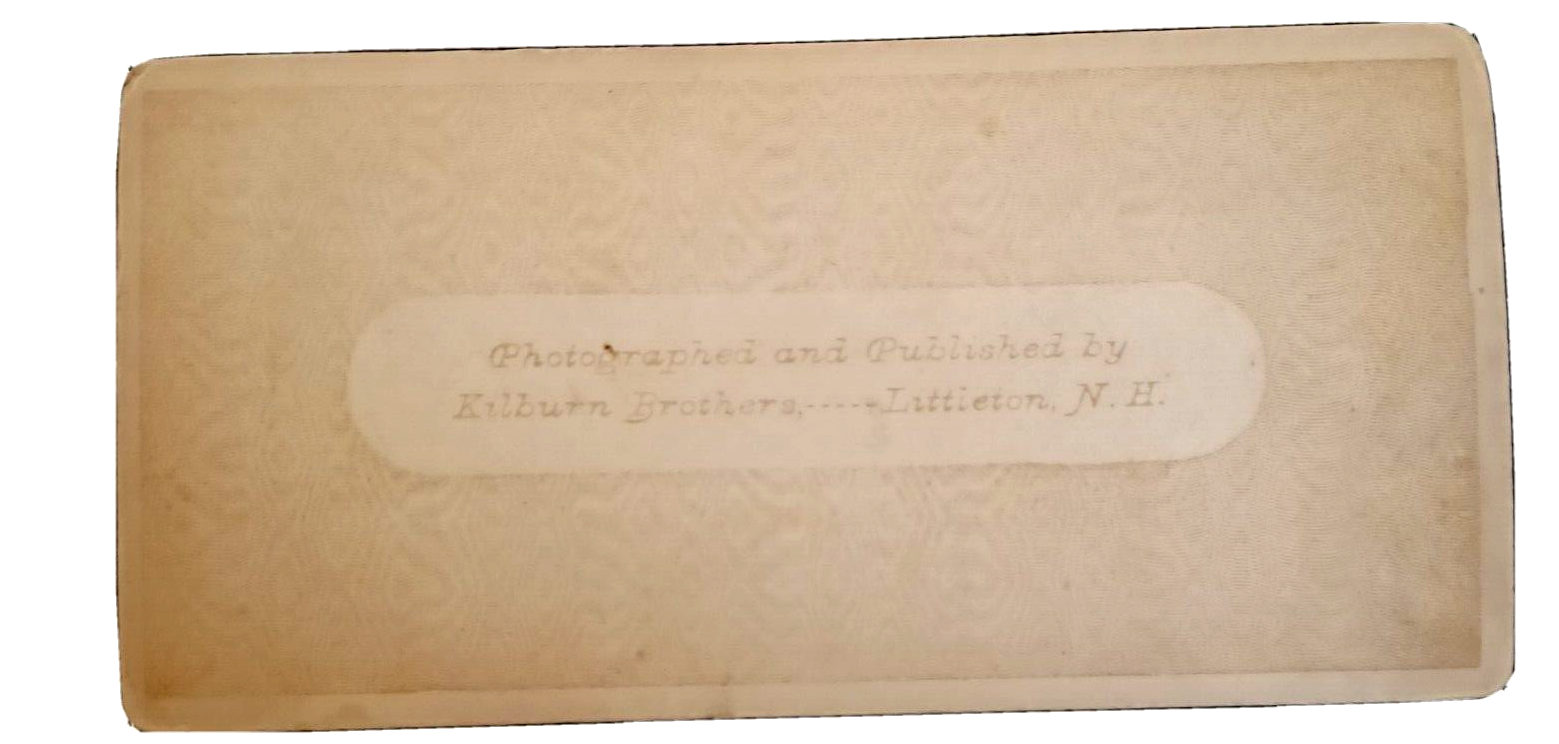 Photographed and Published by
Kilburn Brothers,-----Littleton, N. H.